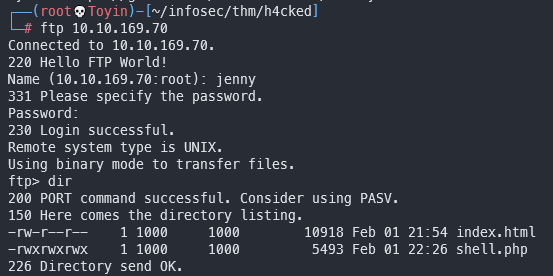 ┌──(root💀Toyin)-[~/infosec/thm/h4cked]
└─# ftp 10.10.169.70
Connected to 10.10.169.70.
220 Hello FTP World!
Name (10.10.169.70:root): jenny
331 Please specify the password.
Password:
230 Login successful.
Remote system type is UNIX.
Using binary mode to transfer files.
ftp> dir
200 PORT command successful. Consider using PASV.
150 Here comes the directory listing.
-rw-r--r--    1 1000     1000        10918 Feb 01 21:54 index.html
-rwxrwxrwx    1 1000     1000         5493 Feb 01 22:26 shell.php
226 Directory send OK.